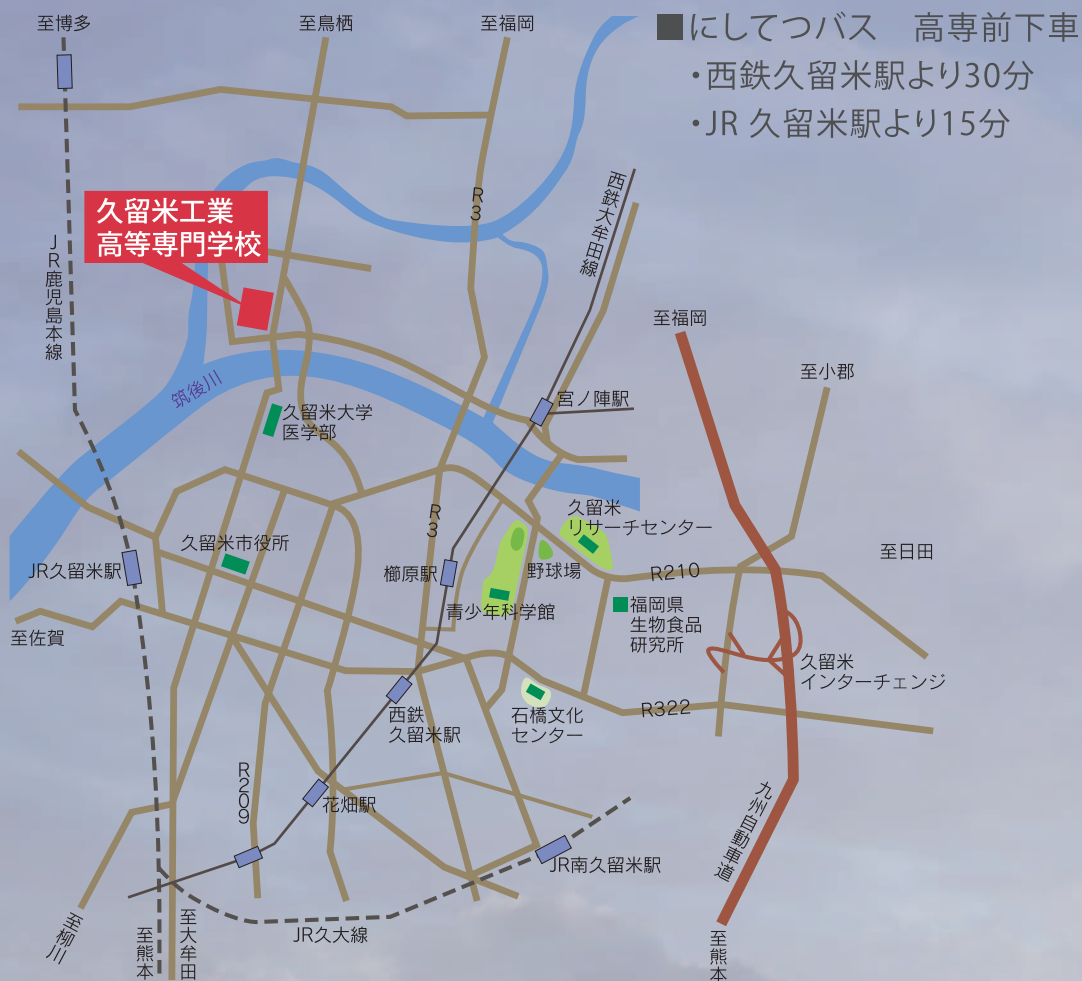 至博多
至鳥栖
至福岡
■にしてつバス　高専前下車
・西鉄久留米駅より30分
・JR 久留米駅より15分
久留米工業
高等専門学校
R3
西鉄大牟田線
JR鹿児島本線
至福岡
至小郡
筑後川
宮ノ陣駅
久留米大学
医学部
久留米
リサーチセンター
R3
久留米市役所
JR久留米駅
櫛原駅
野球場
R210
至日田
青少年科学館
福岡県
生物食品
研究所
至佐賀
久留米
インターチェンジ
西鉄
久留米駅
石橋文化
センター
R322
R209
花畑駅
九州自動車道
JR南久留米駅
至柳川
至熊本
至大牟田
JR久大線
至熊本